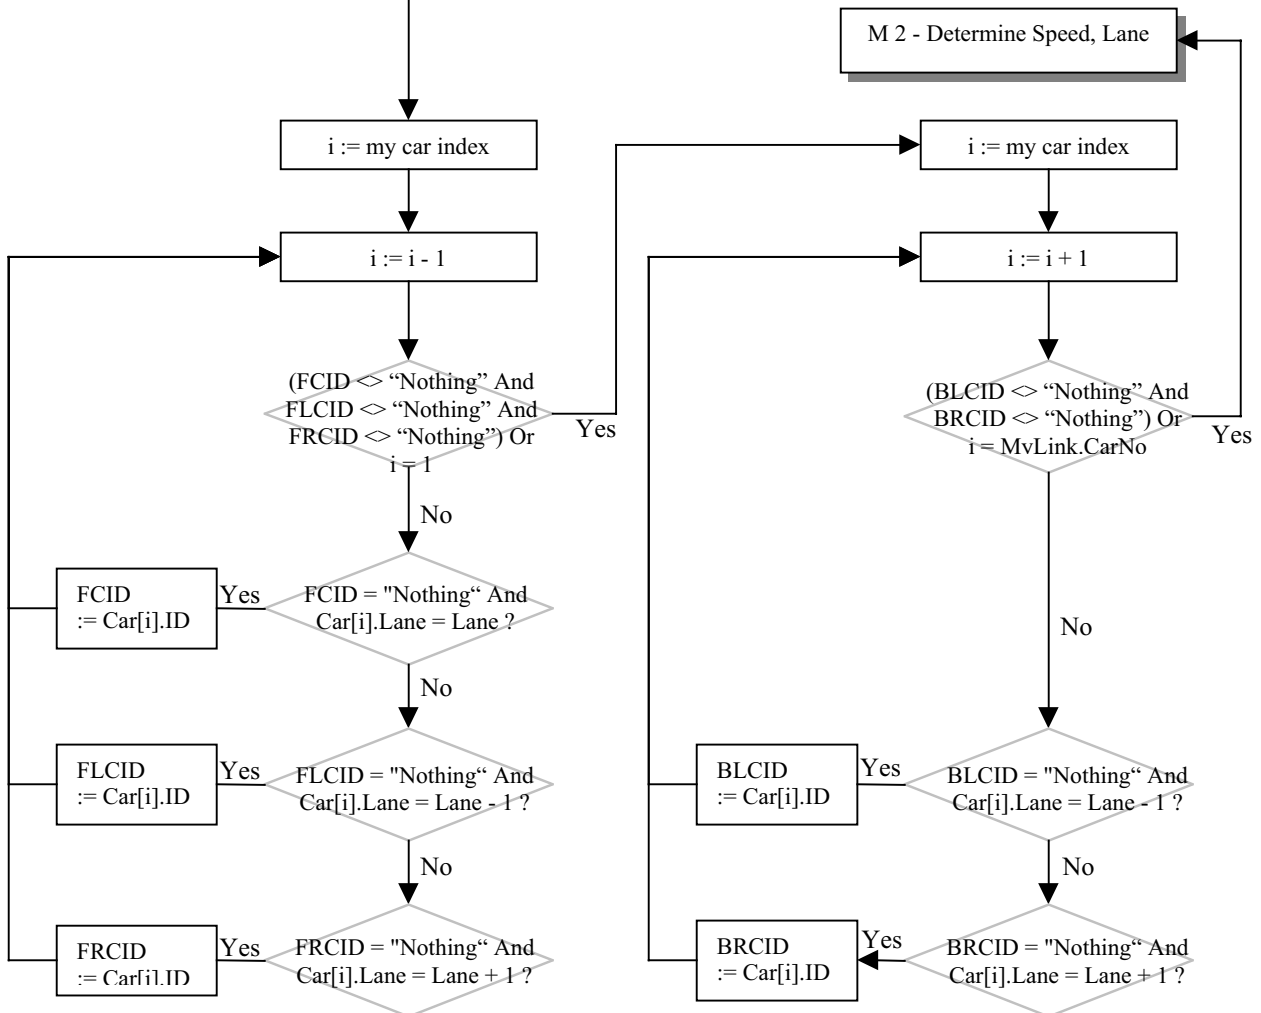 M 2 - Determine Speed, Lane
i := my car index
i := i - 1
(FCID <> “Nothing” And
FLCID <> “Nothing” And
FRCID <> “Nothing”) Or
i = 1
Yes
No
FCID
:= Car[i].ID
Yes
FCID = "Nothing“ And
Car[i].Lane = Lane ?
No
FLCID
:= Car[i].ID
Yes
FLCID = "Nothing“ And
Car[i].Lane = Lane - 1 ?
No
FRCID
:= Car[i].ID
Yes
FRCID = "Nothing“ And
Car[i].Lane = Lane + 1 ?
i := my car index
i := i + 1
(BLCID <> “Nothing” And
BRCID <> “Nothing”) Or
i = MyLink.CarNo
Yes
No
BLCID
:= Car[i].ID
Yes
BLCID = "Nothing“ And
Car[i].Lane = Lane - 1 ?
No
BRCID
:= Car[i].ID
Yes
BRCID = "Nothing“ And
Car[i].Lane = Lane + 1 ?